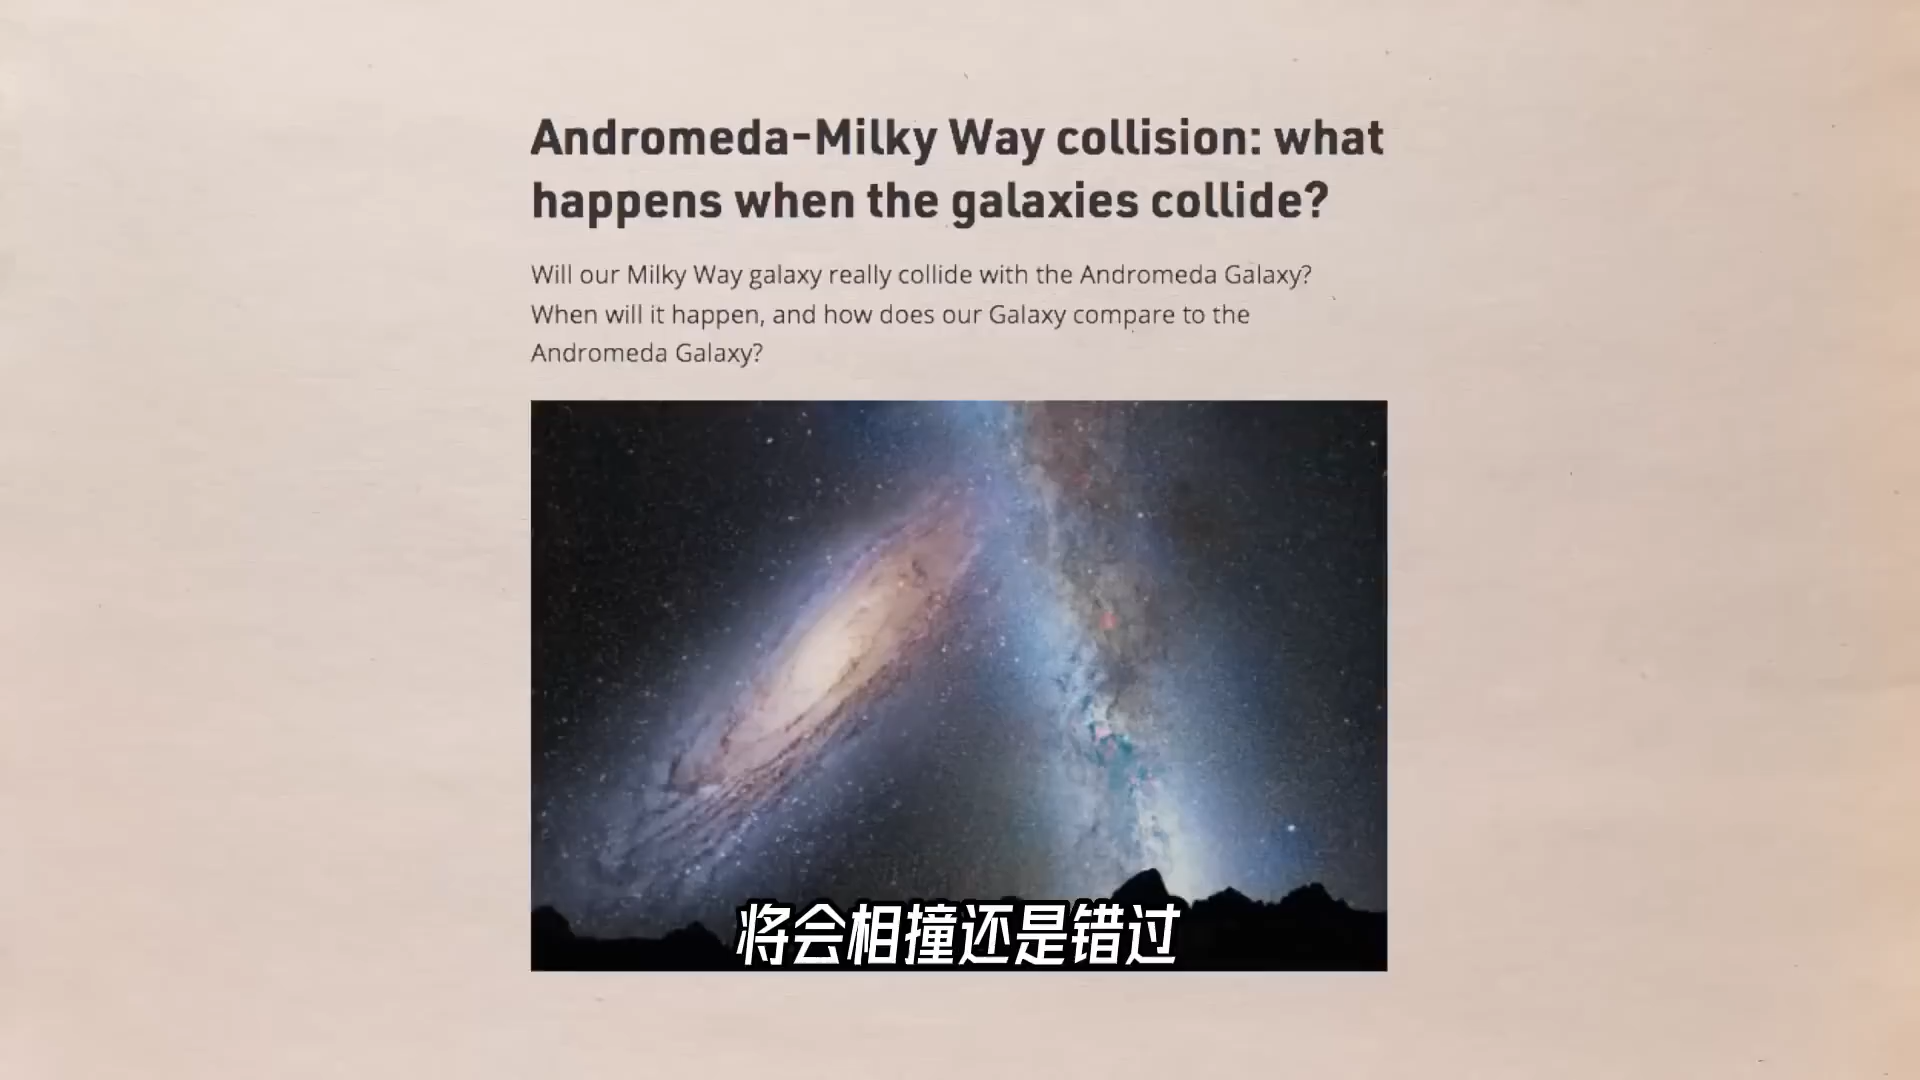 Andromeda-Milky Way collision: what
happens when the galaxies collide?
Will our Milky Way galaxy really collide with the Andromeda Galaxy?
When will it happen, and how does our Galaxy compare to the
Andromeda Galaxy?
将会相撞还是错过